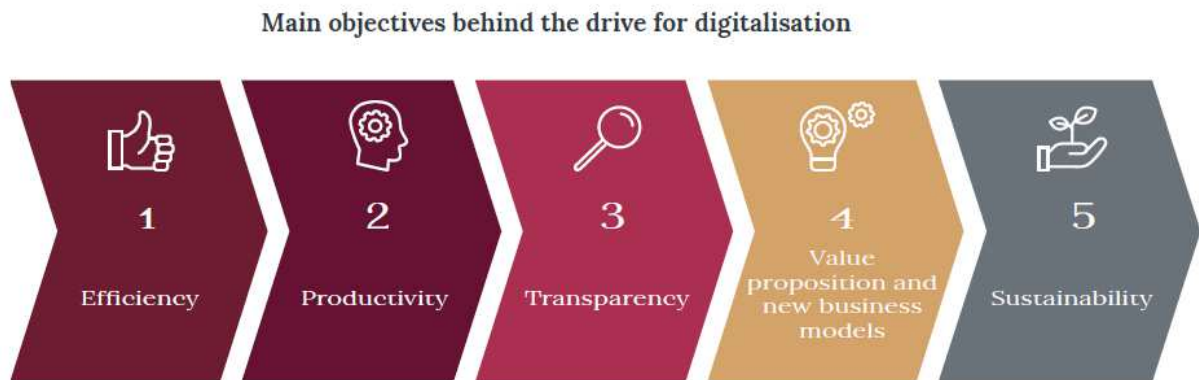 Main objectives behind the drive for digitalisation
1
Efficiency
2
Productivity
3
Transparency
4
Value
proposition and
new business
models
5
Sustainability